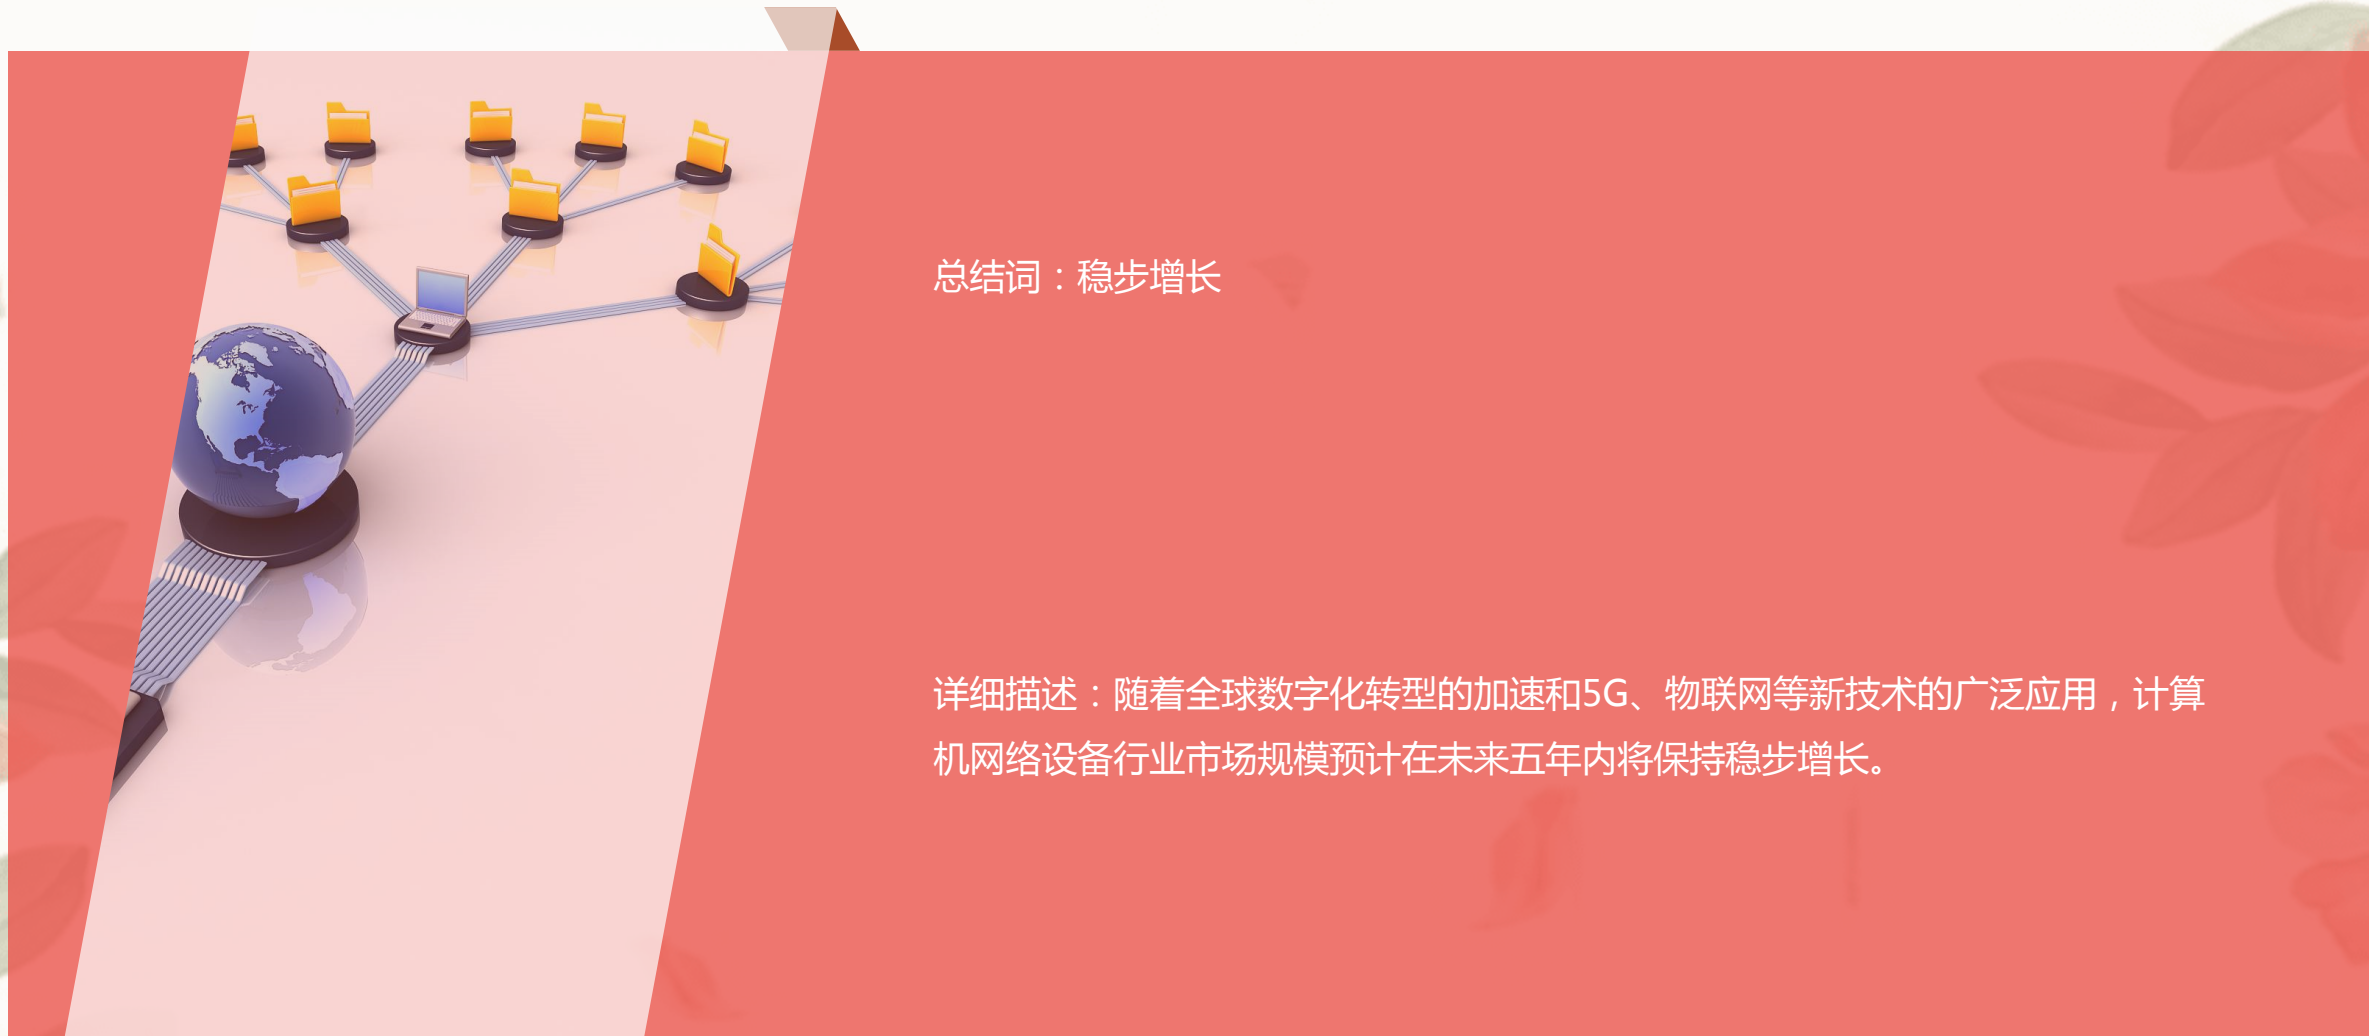 总结词：稳步增长
详细描述：随着全球数字化转型的加速和5G、物联网等新技术的广泛应用，计算
机网络设备行业市场规模预计在未来五年内将保持稳步增长。